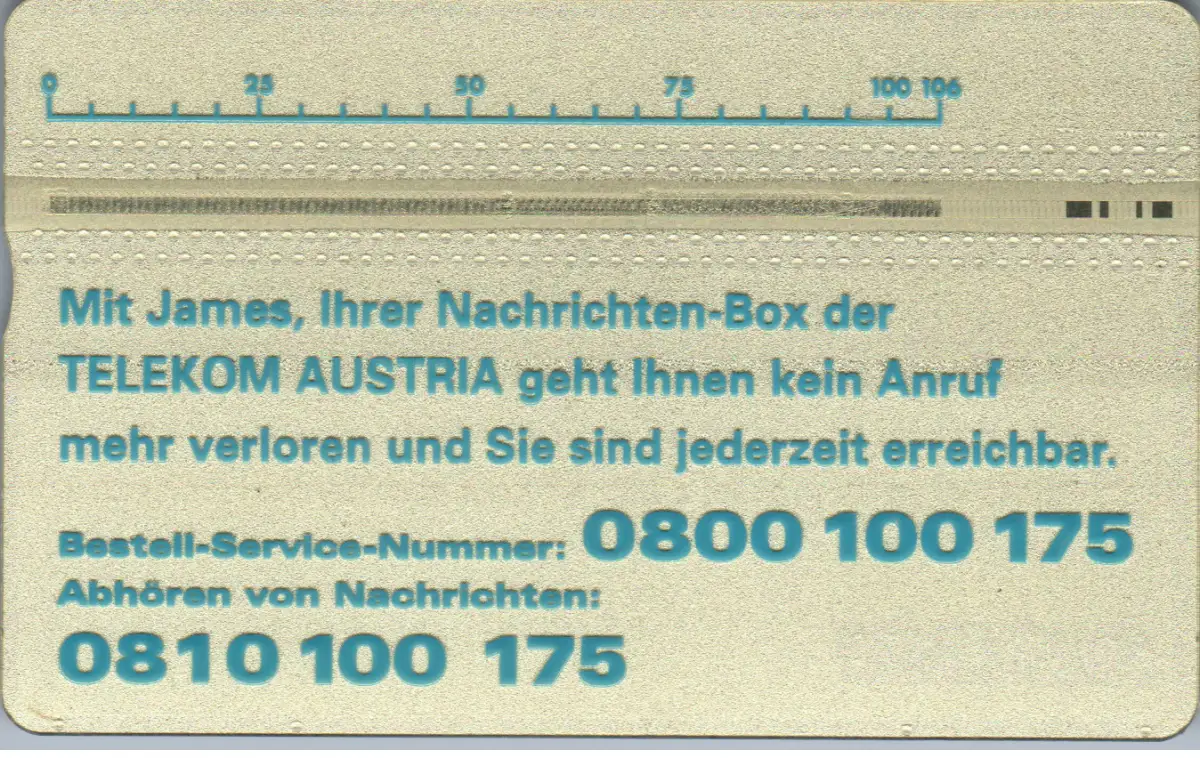 0 25 50 75 100 106
Mit James, Ihrer Nachrichten-Box der
TELEKOM AUSTRIA geht Ihnen kein Anruf
mehr verloren und Sie sind jederzeit erreichbar.
Bestell-Service-Nummer: 0800 100 175
Abhören von Nachrichten:
0810 100 175